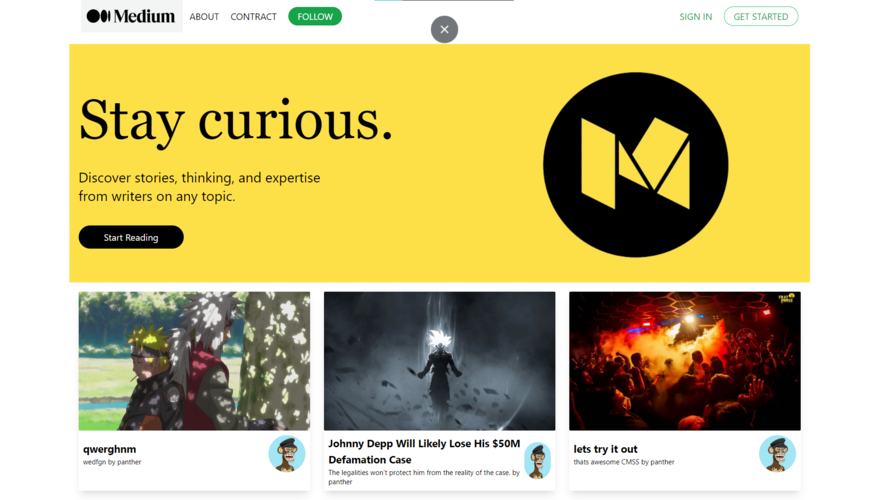 Medium ABOUT CONTRACT FOLLOW SIGN IN GET STARTED
Stay curious.
Discover stories, thinking, and expertise
from writers on any topic.
Start Reading
qwerghnm
wedfgn by panther
Johnny Depp Will Likely Lose His $50M
Defamation Case
The legalities won't protect him from the reality of the case. by
panther
lets try it out
thats awesome CMSS by panther